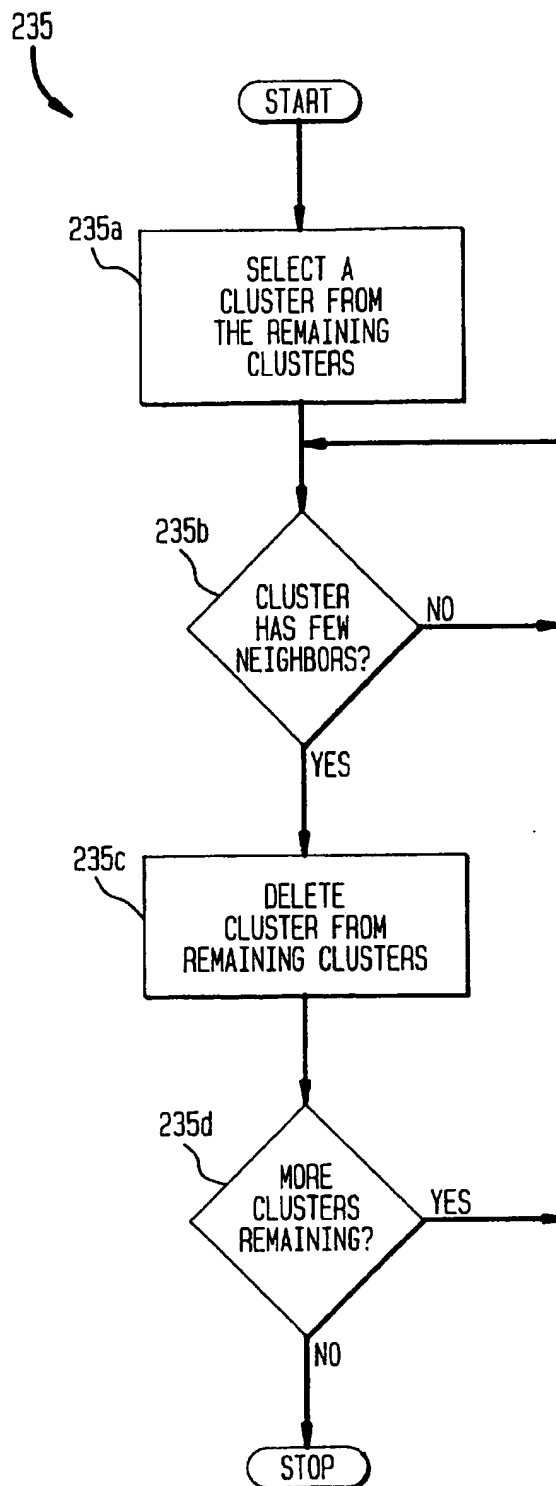 235
START
235a
SELECT A
CLUSTER FROM
THE REMAINING
CLUSTERS
235b
CLUSTER
HAS FEW
NEIGHBORS?
NO
YES
235c
DELETE
CLUSTER FROM
REMAINING CLUSTERS
235d
MORE
CLUSTERS
REMAINING?
YES
NO
STOP